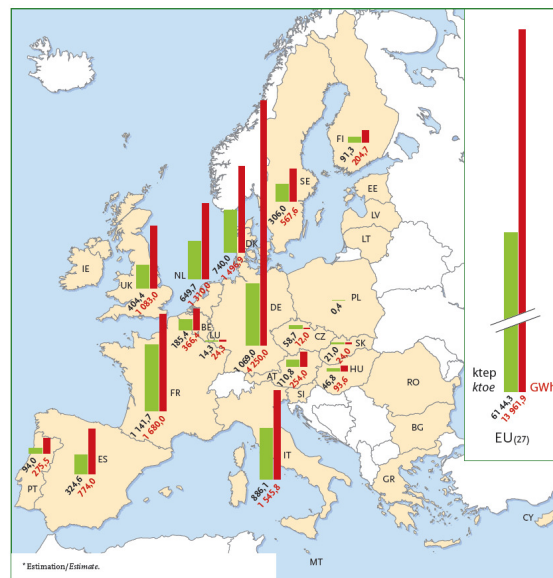 FI
91,3
204,7
SE
306,0
567,6
EE
LV
LT
IE
UK
404,4
1 083,0
NL
649,7
1 310,0
DK
740,0
1 496,9
DE
1 069,0
4 250,0
PL
0,4
BE
185,4
366,4
LU
14,3
24,3
CZ
58,7
12,0
SK
21,0
24,0
AT
110,8
254,0
HU
46,8
93,6
SI
RO
BG
FR
1 141,7
1 680,0
IT
886,1
1 545,8
PT
94,0
275,5
ES
324,6
774,0
GR
CY
MT
ktep
ktoe
GWh
61 44,3
13 961,9
EU(27)
* Estimation/Estimate.